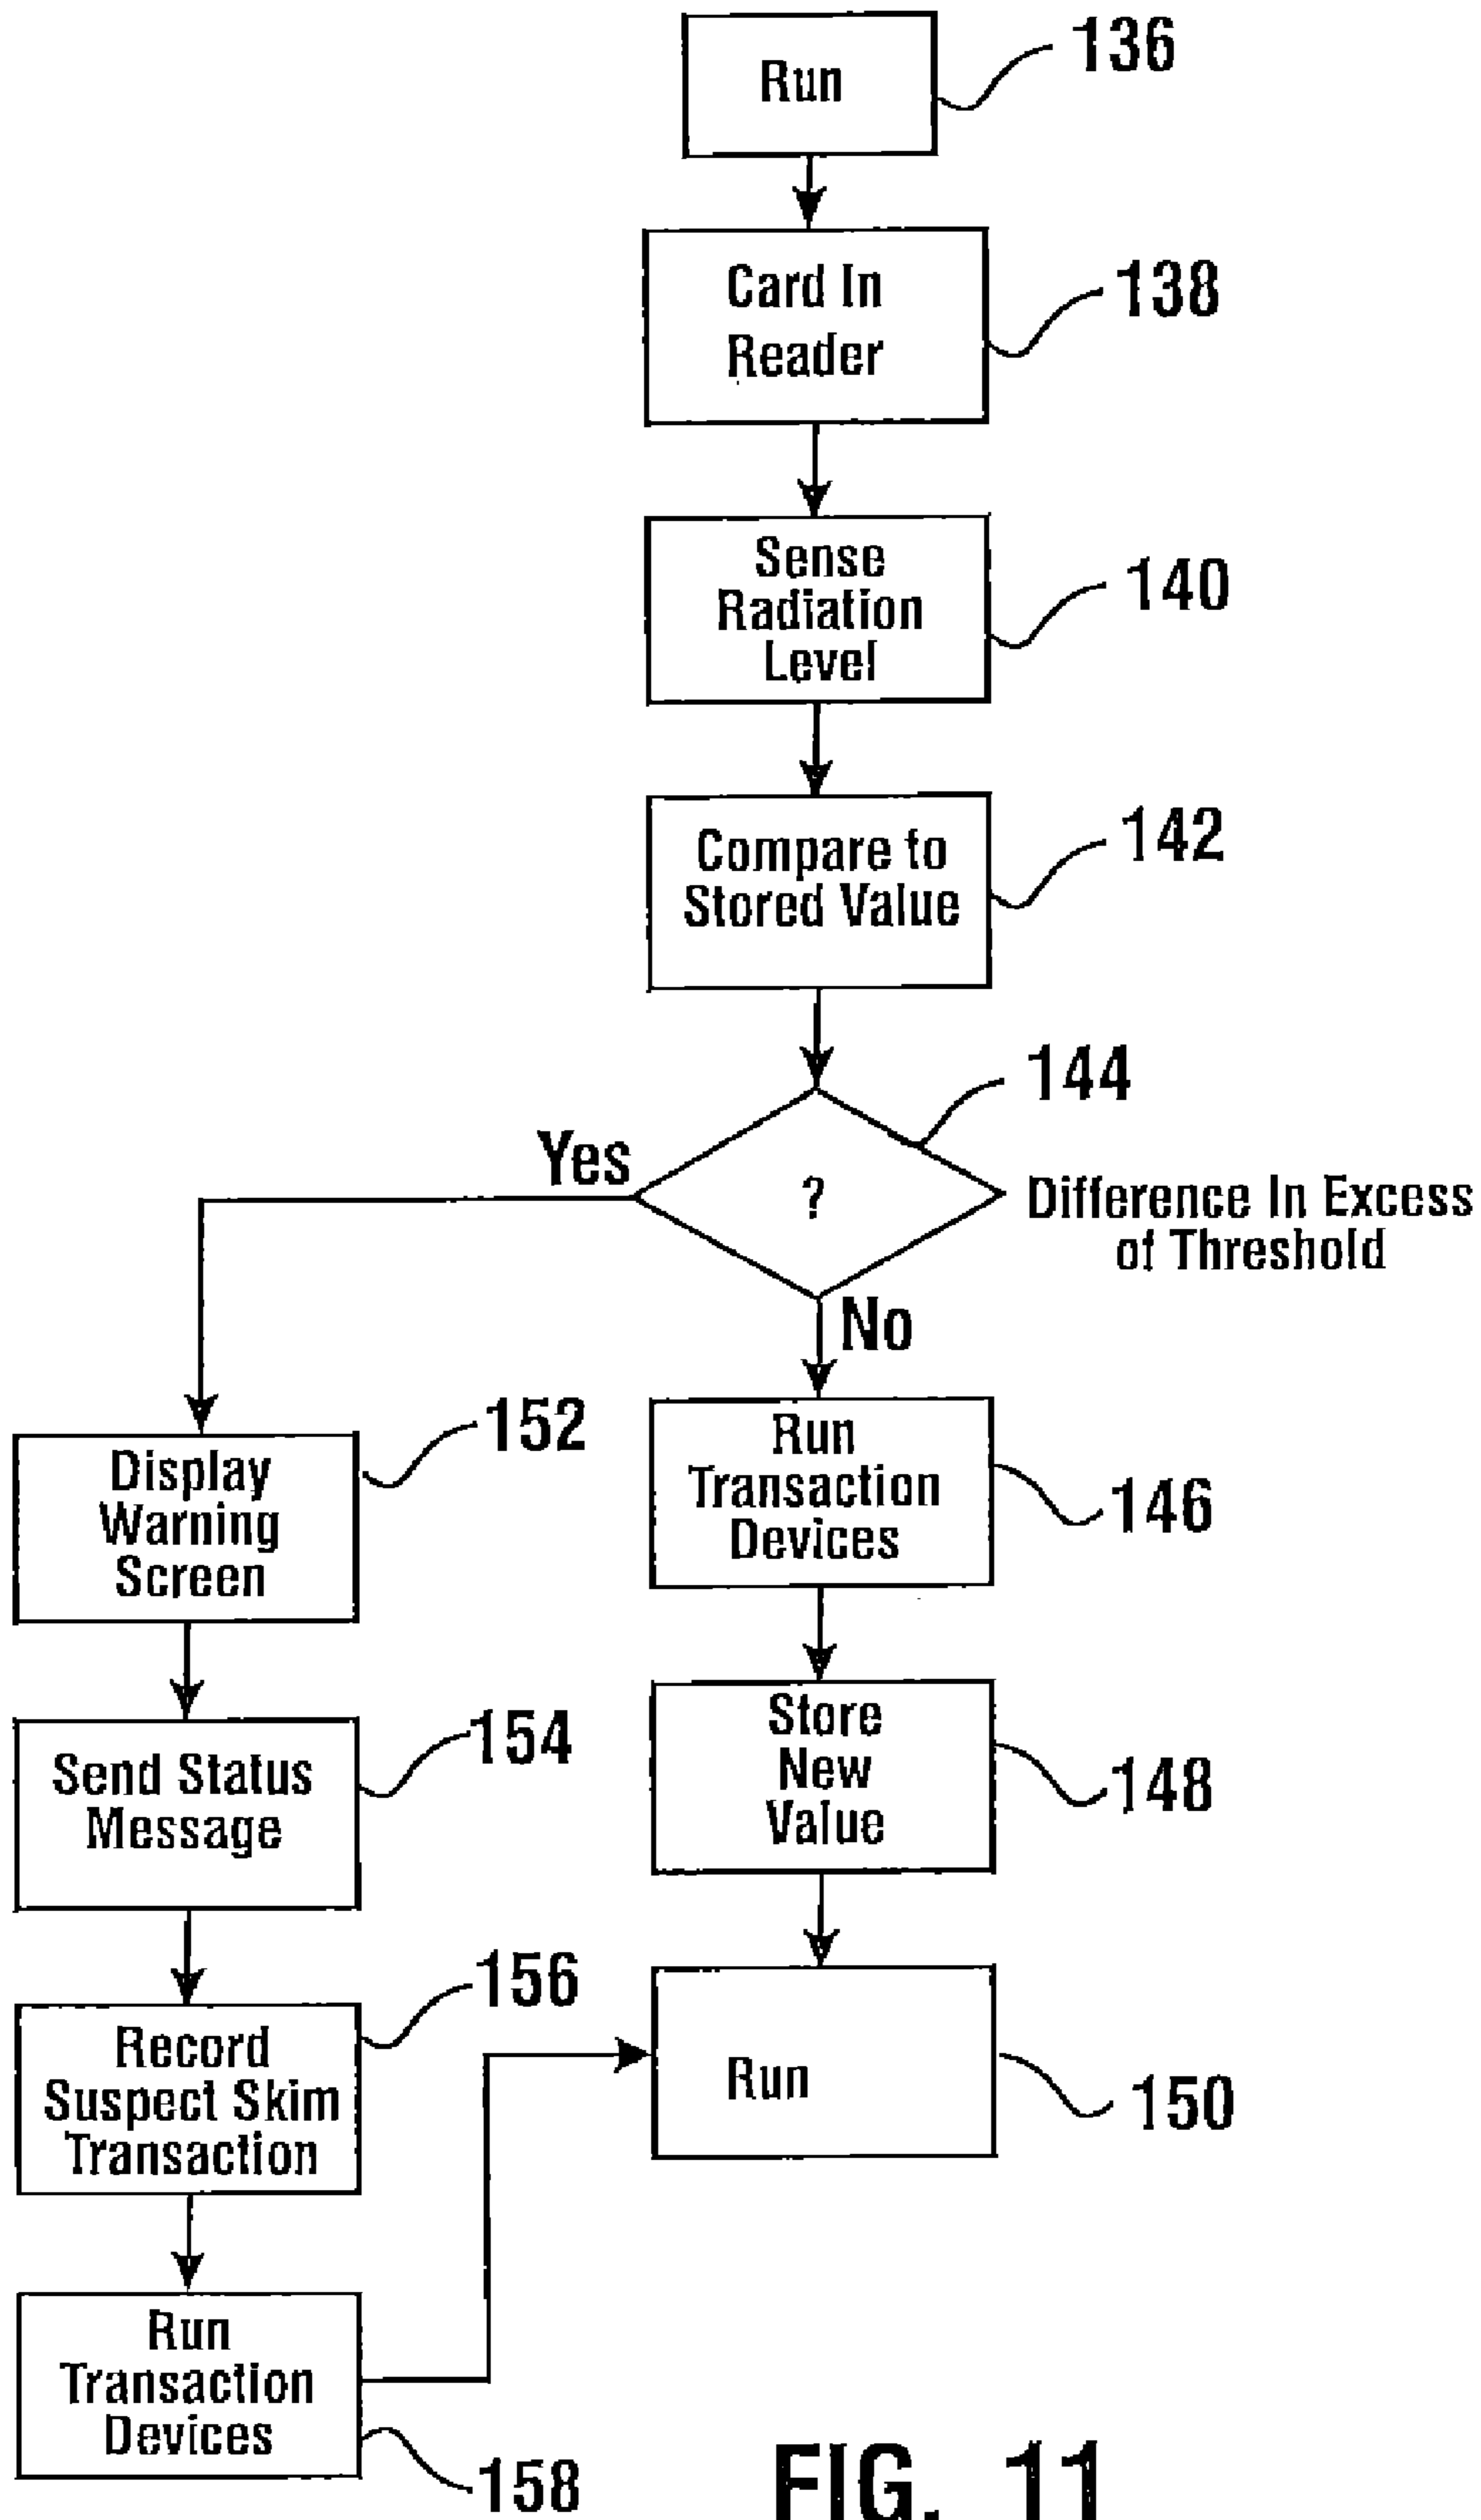 Run
136
Card In
Reader
138
Sense
Radiation
Level
140
Compare to
Stored Value
142
144
Yes
?
Difference In Excess
of Threshold
No
Display
Warning
Screen
152
Run
Transaction
Devices
146
Send Status
Message
154
Store
New
Value
148
Record
Suspect Skim
Transaction
156
Run
150
Run
Transaction
Devices
158
FIG. 11